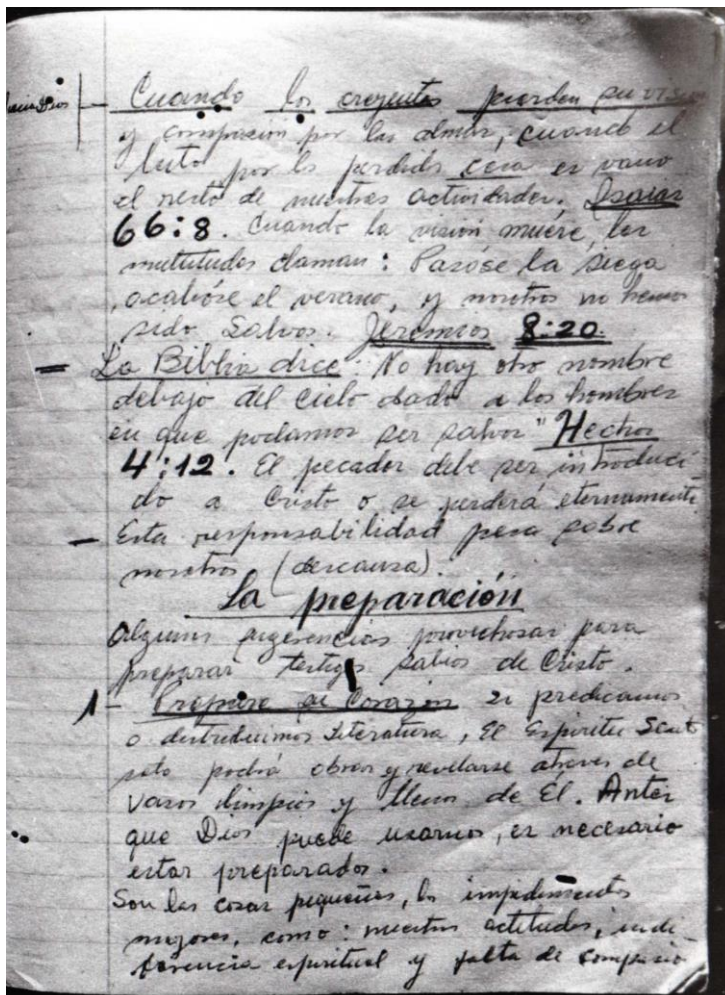 Cuando los creyentes pierden su visión
y compasión por las almas, cuando el
luto por los perdidos cesa es vano
el resto de nuestras actividades. Isaias
66:8. Cuando la visión muere, las
multitudes claman: Pasóse la siega
, acabóse el verano, y nosotros no hemos
sido Salvos. Jeremias 8:20.
— La Biblia dice: No hay otro nombre
debajo del cielo dado a los hombres
en que podamos ser salvos" Hechos
4:12. El pecador debe ser introduci-
do a Cristo o se perderá eternamente.
— Esta responsabilidad pesa sobre
nosotros (descansa).
La preparación
Algunas sugerencias provechosas para
preparar testigos sabios de Cristo.
1- Prepare su Corazón si predicamos
o distribuimos Literatura, El Espiritu Santo
solo podrá obrar y revelarse atraves de
vasos limpios y llenos de Él. Antes
que Dios puede usarnos, es necesario
estar preparados.
Son las cosas pequeñas, los impedimentos
mayores, como: nuestras actitudes, indi-
ferencia espiritual y falta de compasión